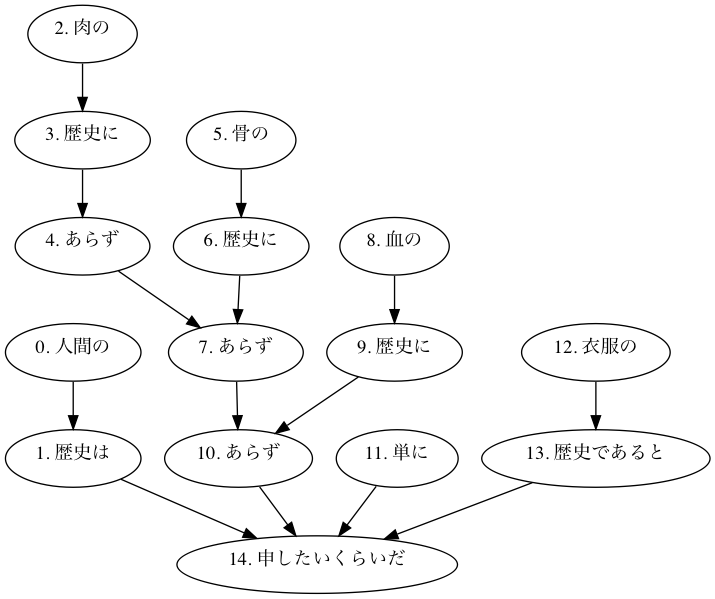 2. 肉の
3. 歴史に
5. 骨の
4. あらず
6. 歴史に
8. 血の
0. 人間の
7. あらず
9. 歴史に
12. 衣服の
1. 歴史は
10. あらず
11. 単に
13. 歴史であると
14. 申したいくらいだ